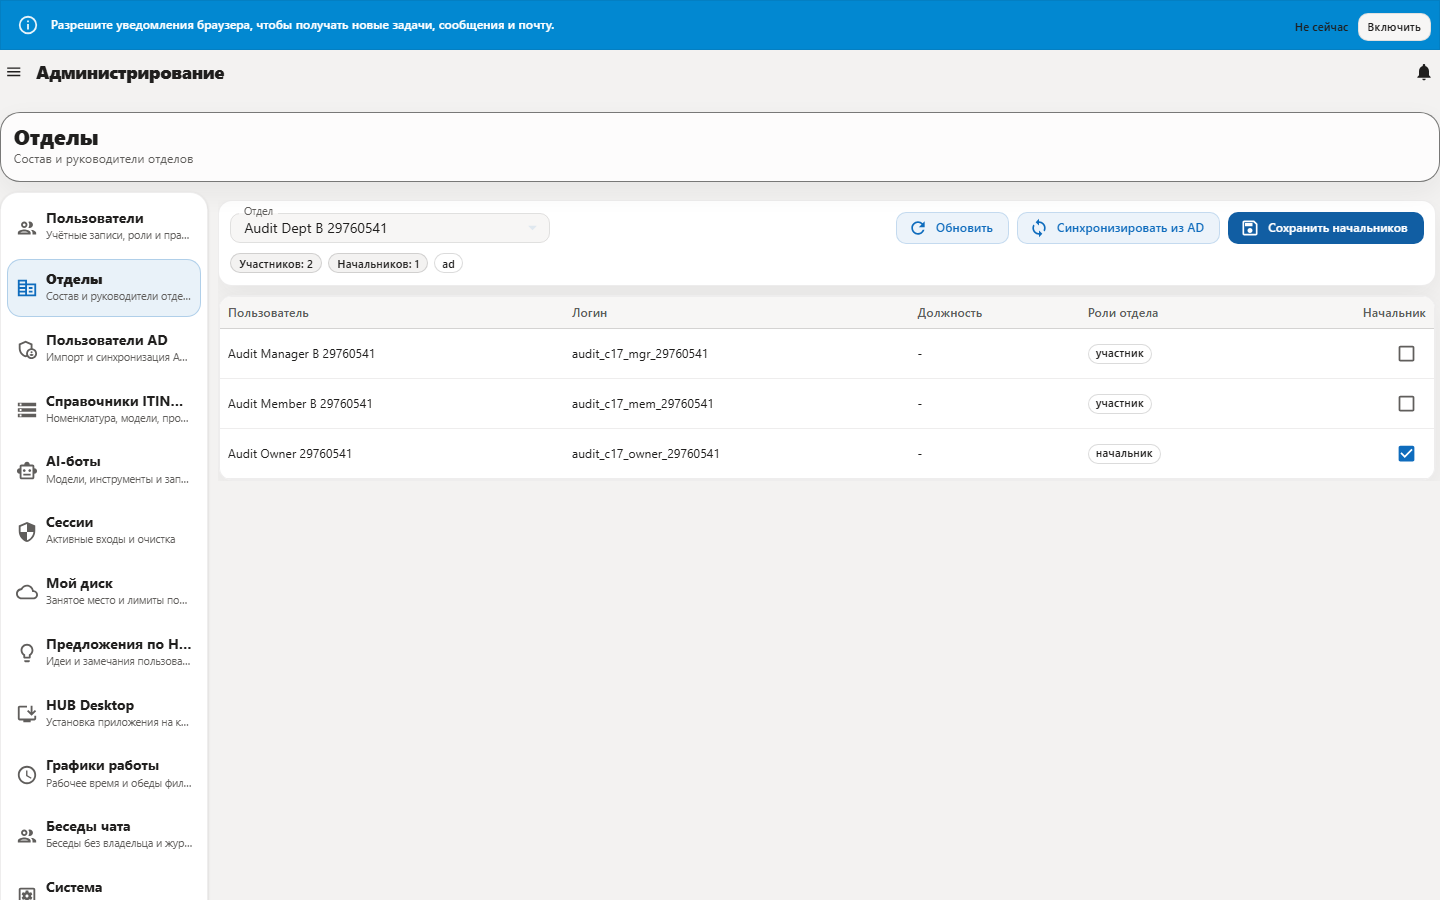 Разрешите уведомления браузера, чтобы получать новые задачи, сообщения и почту.
Не сейчас
Включить
Администрирование
Отделы
Состав и руководители отделов
Пользователи
Учётные записи, роли и пра...
Отделы
Состав и руководители отде...
Пользователи AD
Импорт и синхронизация A...
Справочники ITIN...
Номенклатура, модели, про...
AI-боты
Модели, инструменты и зап...
Сессии
Активные входы и очистка
Мой диск
Занятое место и лимиты по...
Предложения по H...
Идеи и замечания пользова...
HUB Desktop
Установка приложения на к...
Графики работы
Рабочее время и обеды фил...
Беседы чата
Беседы без владельца и жур...
Система
Отдел
Audit Dept B 29760541
Обновить
Синхронизировать из AD
Сохранить начальников
Участников: 2
Начальников: 1
ad
Пользователь Логин Должность Роли отдела Начальник
Audit Manager B 29760541 audit_c17_mgr_29760541 - участник
Audit Member B 29760541 audit_c17_mem_29760541 - участник
Audit Owner 29760541 audit_c17_owner_29760541 - начальник